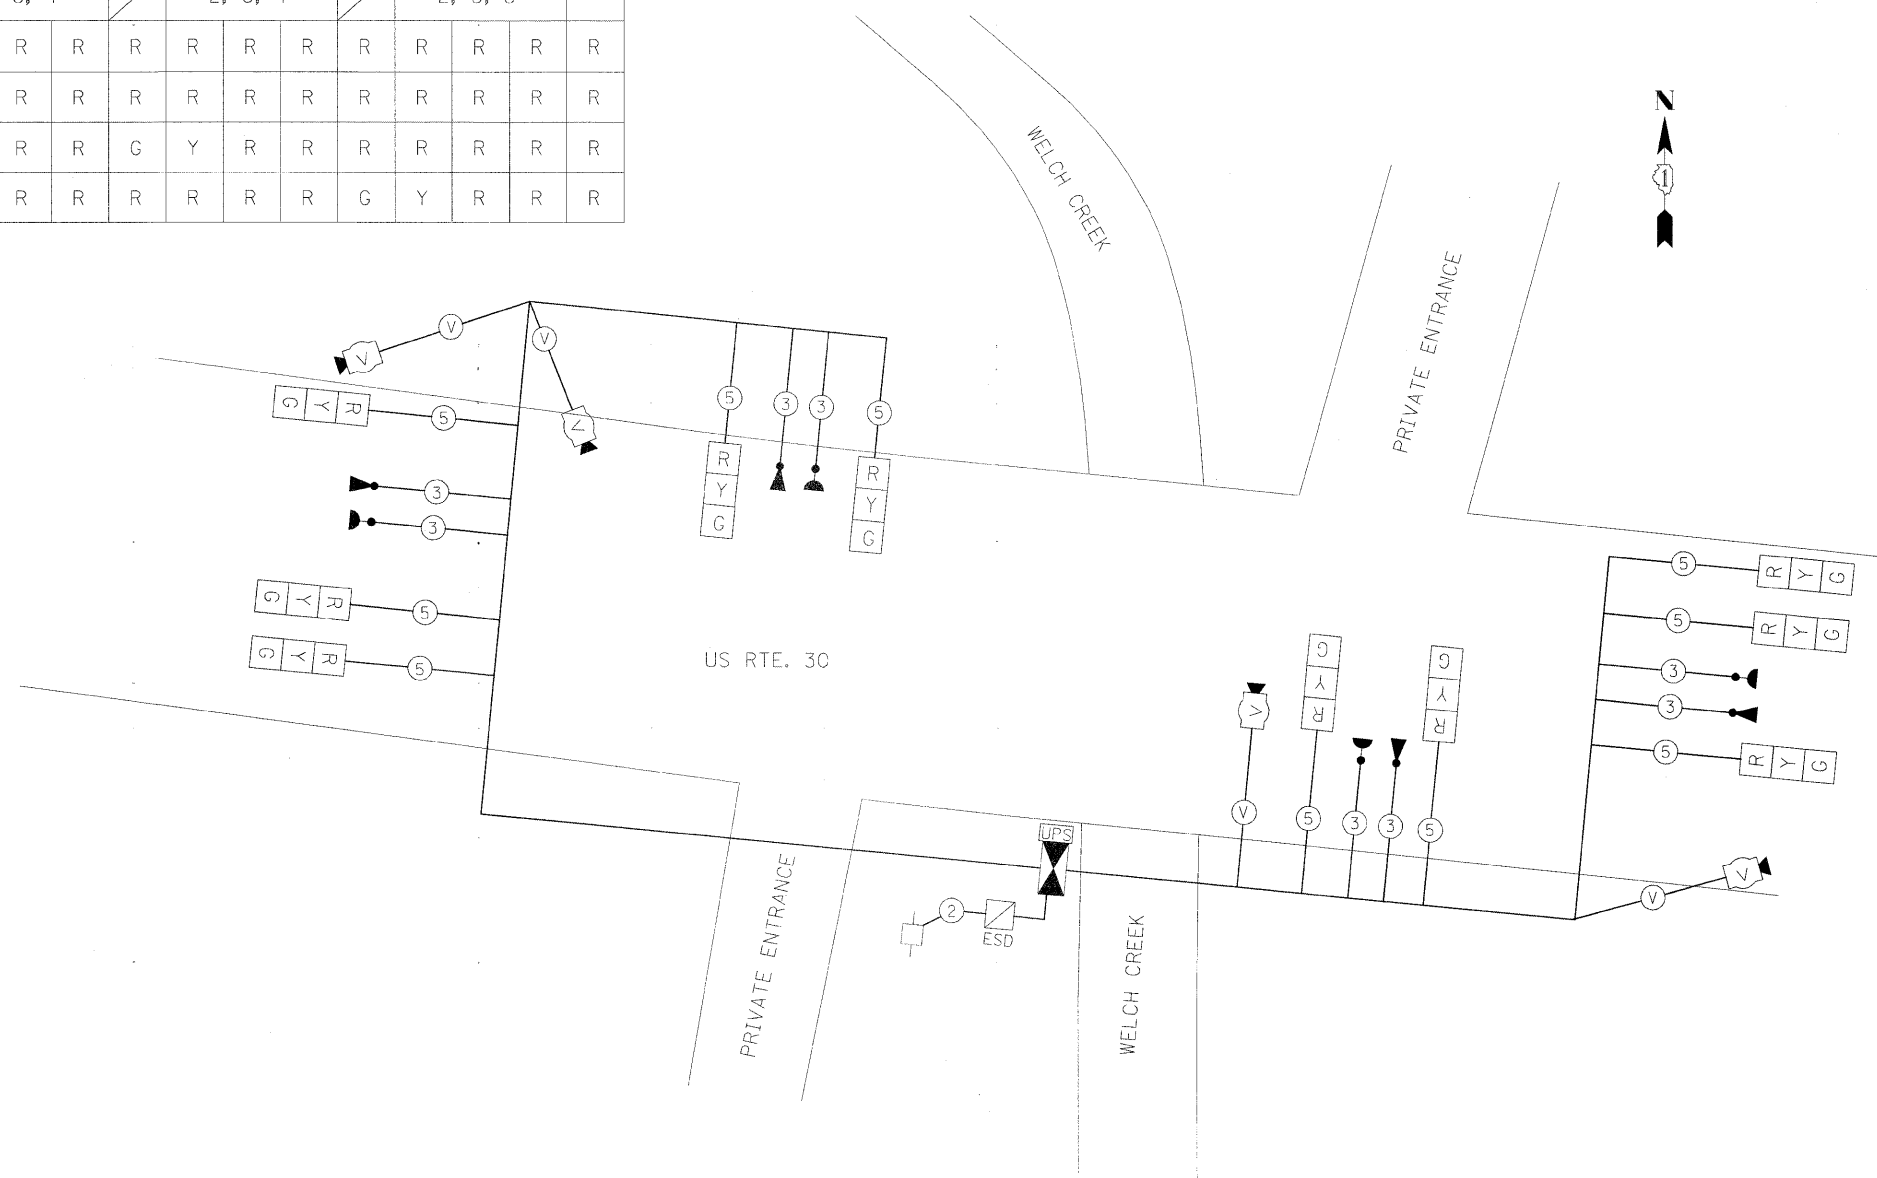 R R R R R R R R R R R
R R R R R R R R R R R
R R G Y R R R R R R R
R R R R R R G Y R R R
N
1
WELCH CREEK
PRIVATE ENTRANCE
V V
V V
R Y G 5
5 3 3 5
3
3
R Y G
R Y G
R Y G 5
R Y G 5
US RTE. 30
5 R Y G
5 R Y G
3
3
5 R Y G
V
R Y G
R Y G
V 5 3 3 5
V V
UPS
2
ESD
PRIVATE ENTRANCE
WELCH CREEK